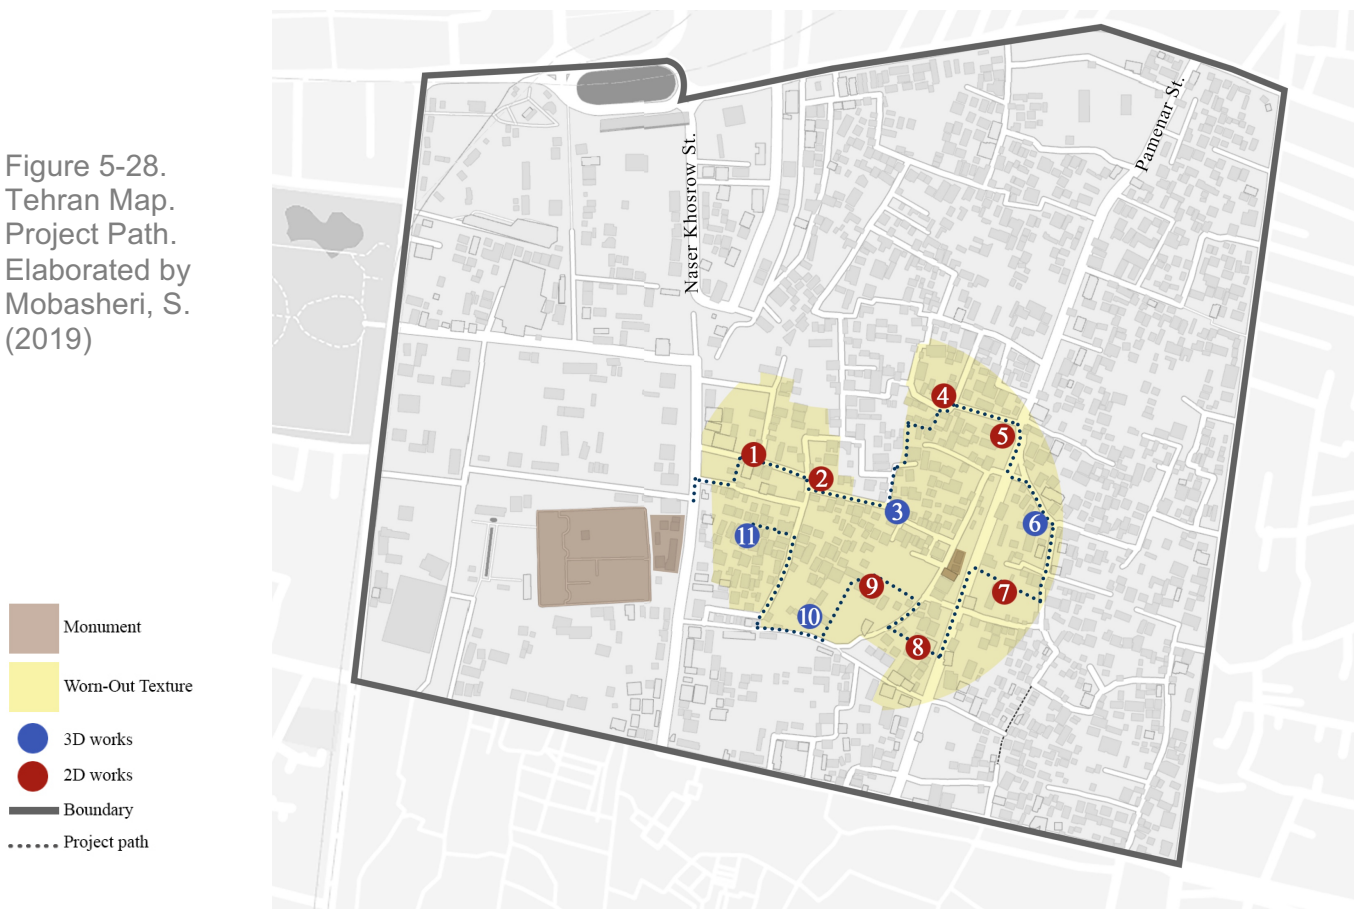 Figure 5-28.
Tehran Map.
Project Path.
Elaborated by
Mobasheri, S.
(2019)
Monument
Worn-Out Texture
3D works
2D works
Boundary
Project path
Naser Khosrow St.
Pamenar St.
1
2
3
4
5
6
7
8
9
10
11